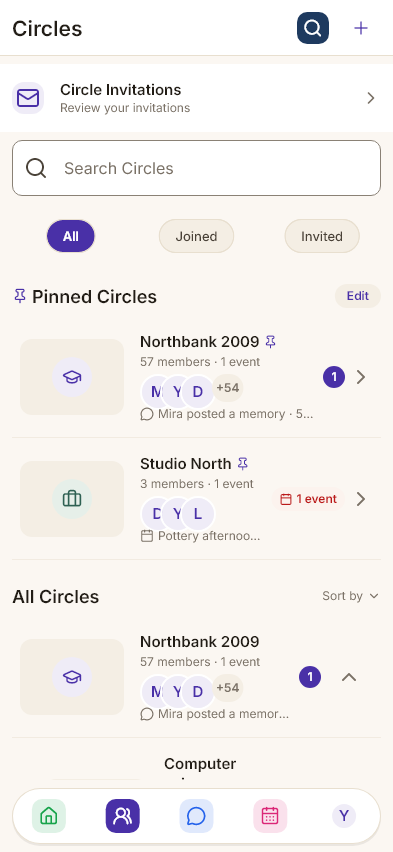 Circles
Circle Invitations
Review your invitations
Search Circles
All
Joined
Invited
Pinned Circles
Edit
Northbank 2009
57 members · 1 event
M Y D +54
Mira posted a memory · 5...
1
Studio North
3 members · 1 event
D Y L
Pottery afternoo...
1 event
All Circles
Sort by
Northbank 2009
57 members · 1 event
M Y D +54
Mira posted a memor...
1
Computer
Y